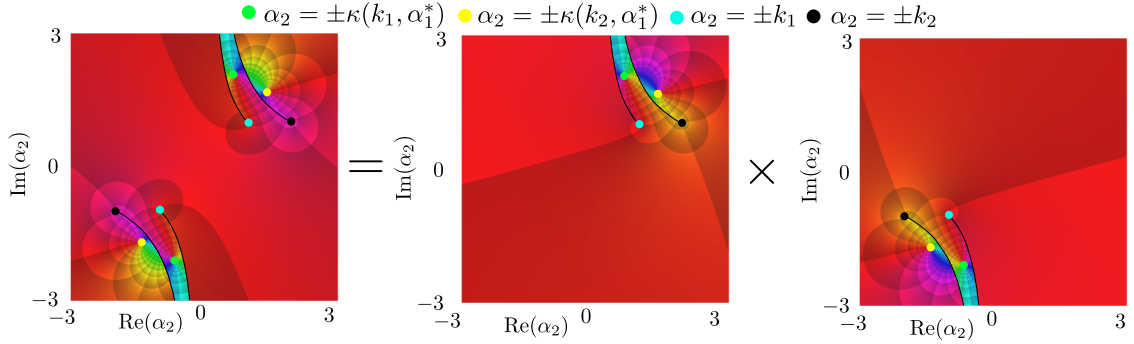 α₂ = ±κ(k₁, α₁*) α₂ = ±κ(k₂, α₁*) α₂ = ±k₁ α₂ = ±k₂
3 3 3
Im(α₂) Im(α₂) Im(α₂)
0 = 0 × 0
−3 −3 −3
−3 Re(α₂) 0 3 −3 Re(α₂) 0 3 −3 Re(α₂) 0 3